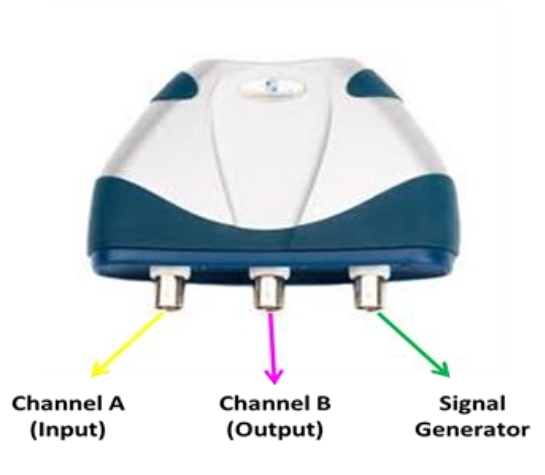 Channel A
(Input)
Channel B
(Output)
Signal
Generator